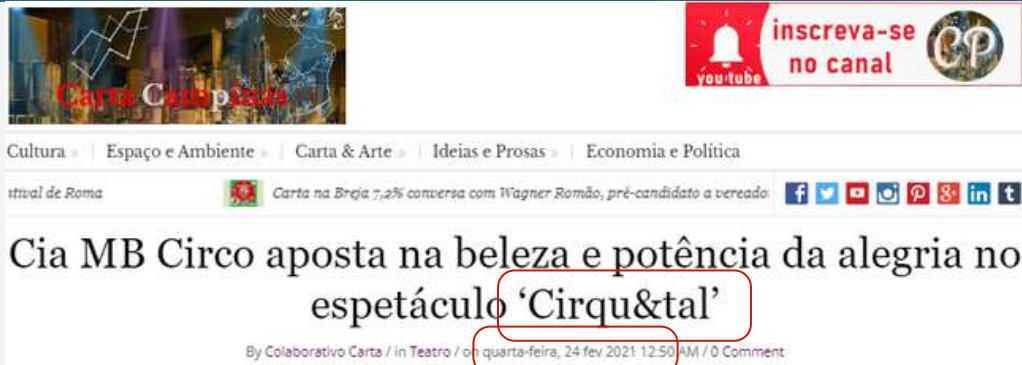 Carta Campinas
inscreva-se
no canal
youtube
CP
Cultura » | Espaço e Ambiente » | Carta & Arte » | Ideias e Prosas » | Economia e Política
stival de Roma
Carta na Breja 7,2% conversa com Wagner Romão, pré-candidato a vereado
Cia MB Circo aposta na beleza e potência da alegria no
espetáculo ‘Cirqu&tal’
By Colaborativo Carta / in Teatro / on quarta-feira, 24 fev 2021 12:50 AM / 0 Comment